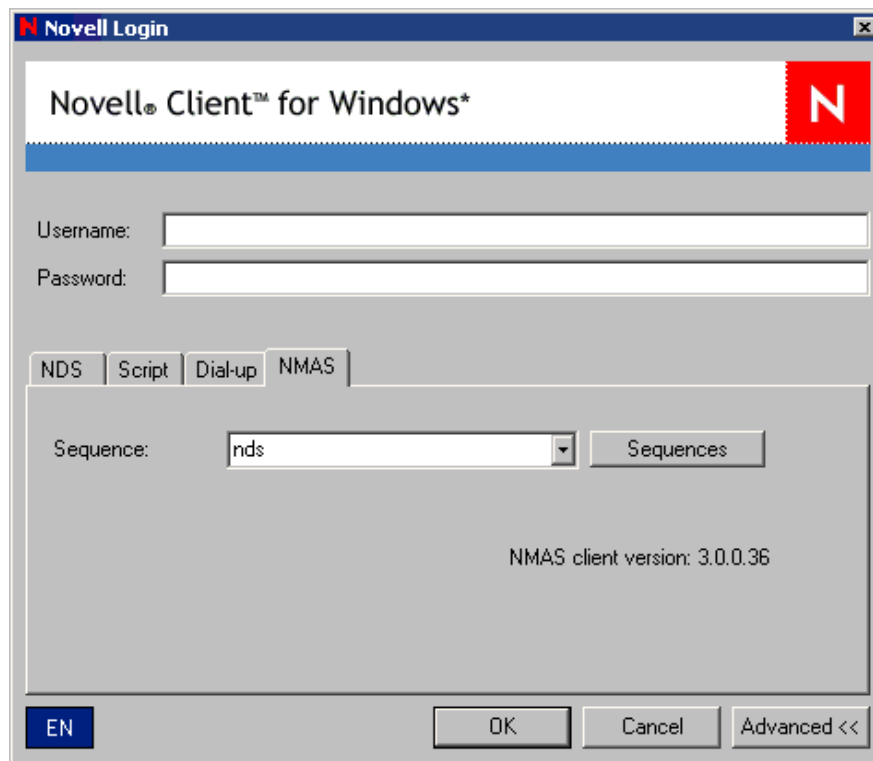 N Novell Login
Novell® Client™ for Windows*
N
Username:
Password:
NDS Script Dial-up NMAS
Sequence: nds Sequences
NMAS client version: 3.0.0.36
EN OK Cancel Advanced <<